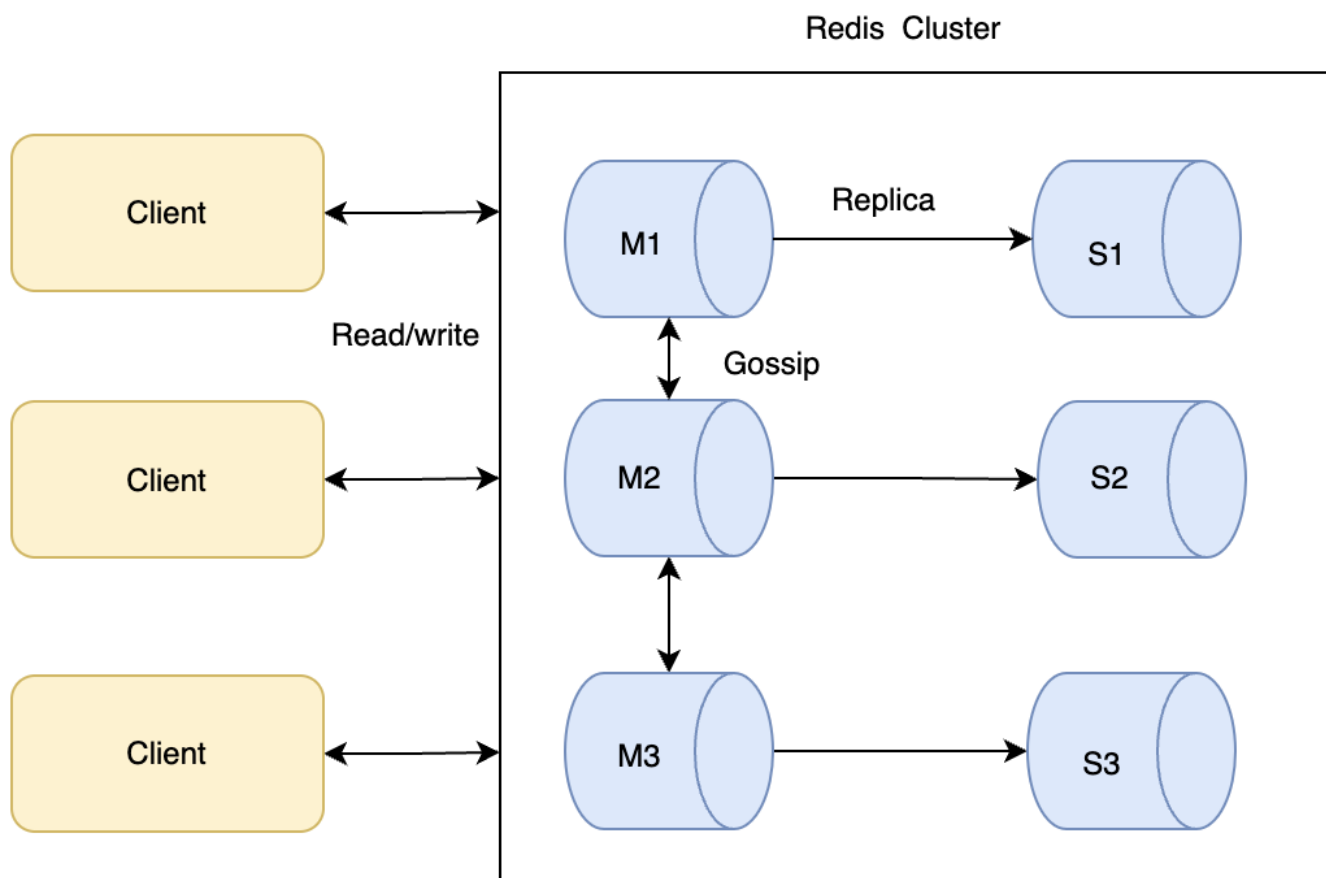 Redis  Cluster
Client
M1
Replica
S1
Read/write
Gossip
Client
M2
S2
Client
M3
S3